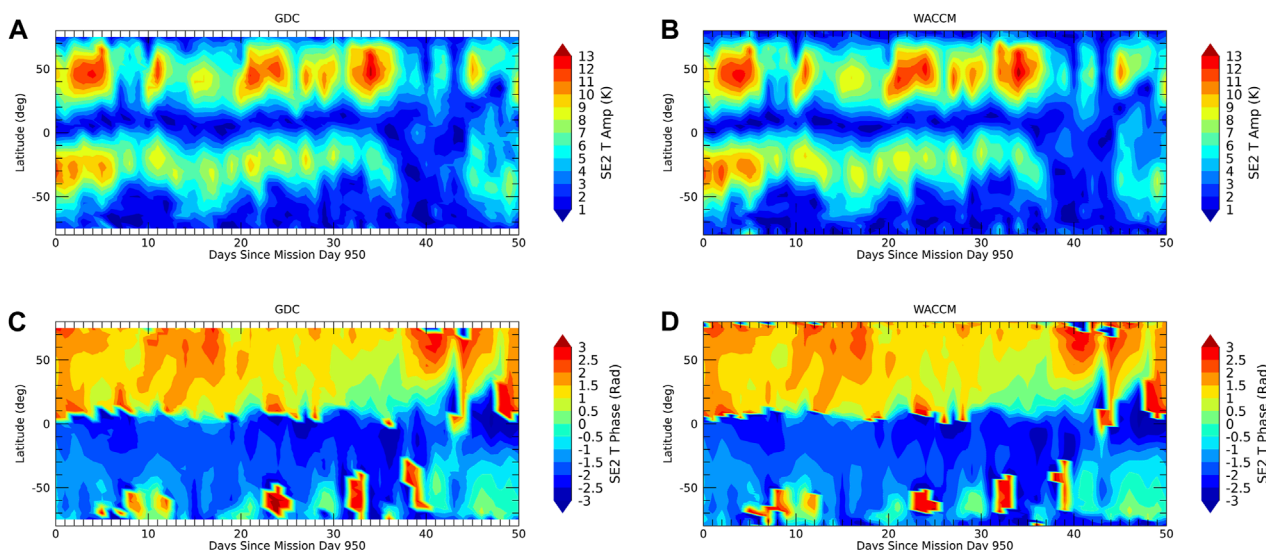 A
GDC
50
0
-50
Latitude (deg)
0 10 20 30 40 50
Days Since Mission Day 950
13
12
11
10
9
8
7
6
5
4
3
2
1
SE2 T Amp (K)
B
WACCM
50
0
-50
Latitude (deg)
0 10 20 30 40 50
Days Since Mission Day 950
13
12
11
10
9
8
7
6
5
4
3
2
1
SE2 T Amp (K)
C
GDC
50
0
-50
Latitude (deg)
0 10 20 30 40 50
Days Since Mission Day 950
3
2.5
2
1.5
1
0.5
-0.5
-1
-1.5
-2
-2.5
-3
SE2 T Phase (Rad)
D
WACCM
50
0
-50
Latitude (deg)
0 10 20 30 40 50
Days Since Mission Day 950
3
2.5
2
1.5
1
0.5
-0.5
-1
-1.5
-2
-2.5
-3
SE2 T Phase (Rad)